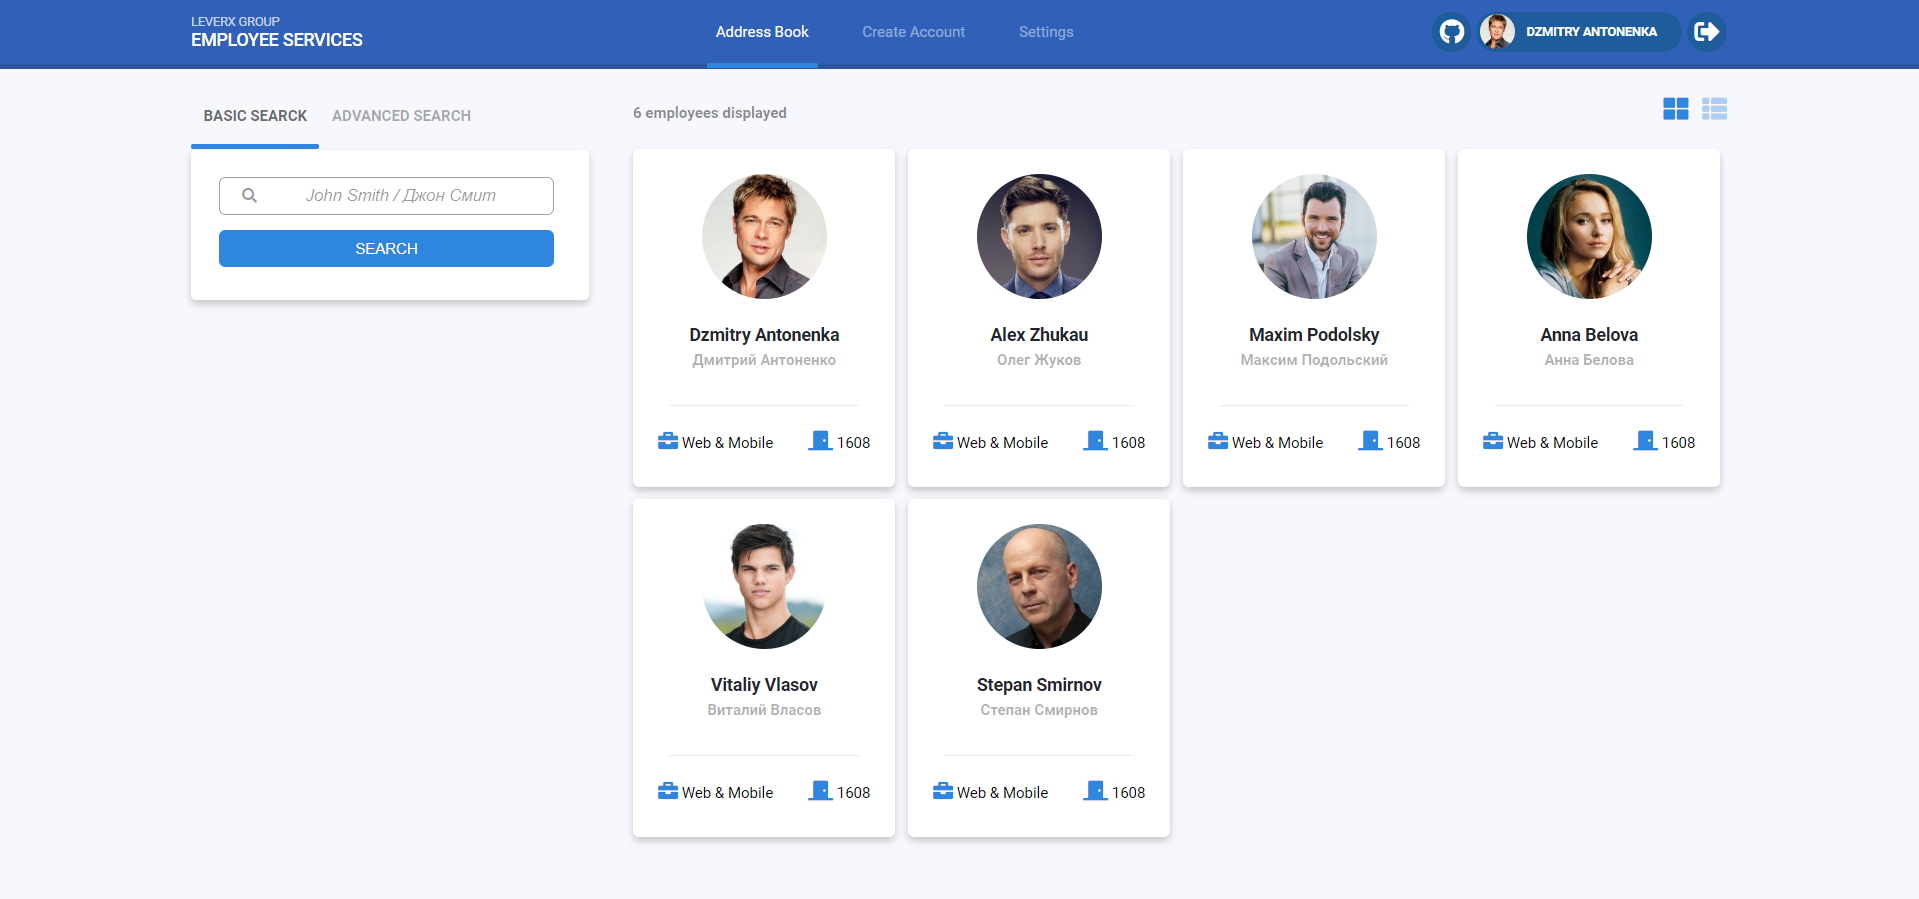 LEVERX GROUP
EMPLOYEE SERVICES
Address Book
Create Account
Settings
DZMITRY ANTONENKA
BASIC SEARCK
ADVANCED SEARCH
6 employees displayed
John Smith / Джон Смит
SEARCH
Dzmitry Antonenka
Дмитрий Антоненко
Web & Mobile
1608
Alex Zhukau
Олег Жуков
Web & Mobile
1608
Maxim Podolsky
Максим Подольский
Web & Mobile
1608
Anna Belova
Анна Белова
Web & Mobile
1608
Vitaliy Vlasov
Виталий Власов
Web & Mobile
1608
Stepan Smirnov
Степан Смирнов
Web & Mobile
1608